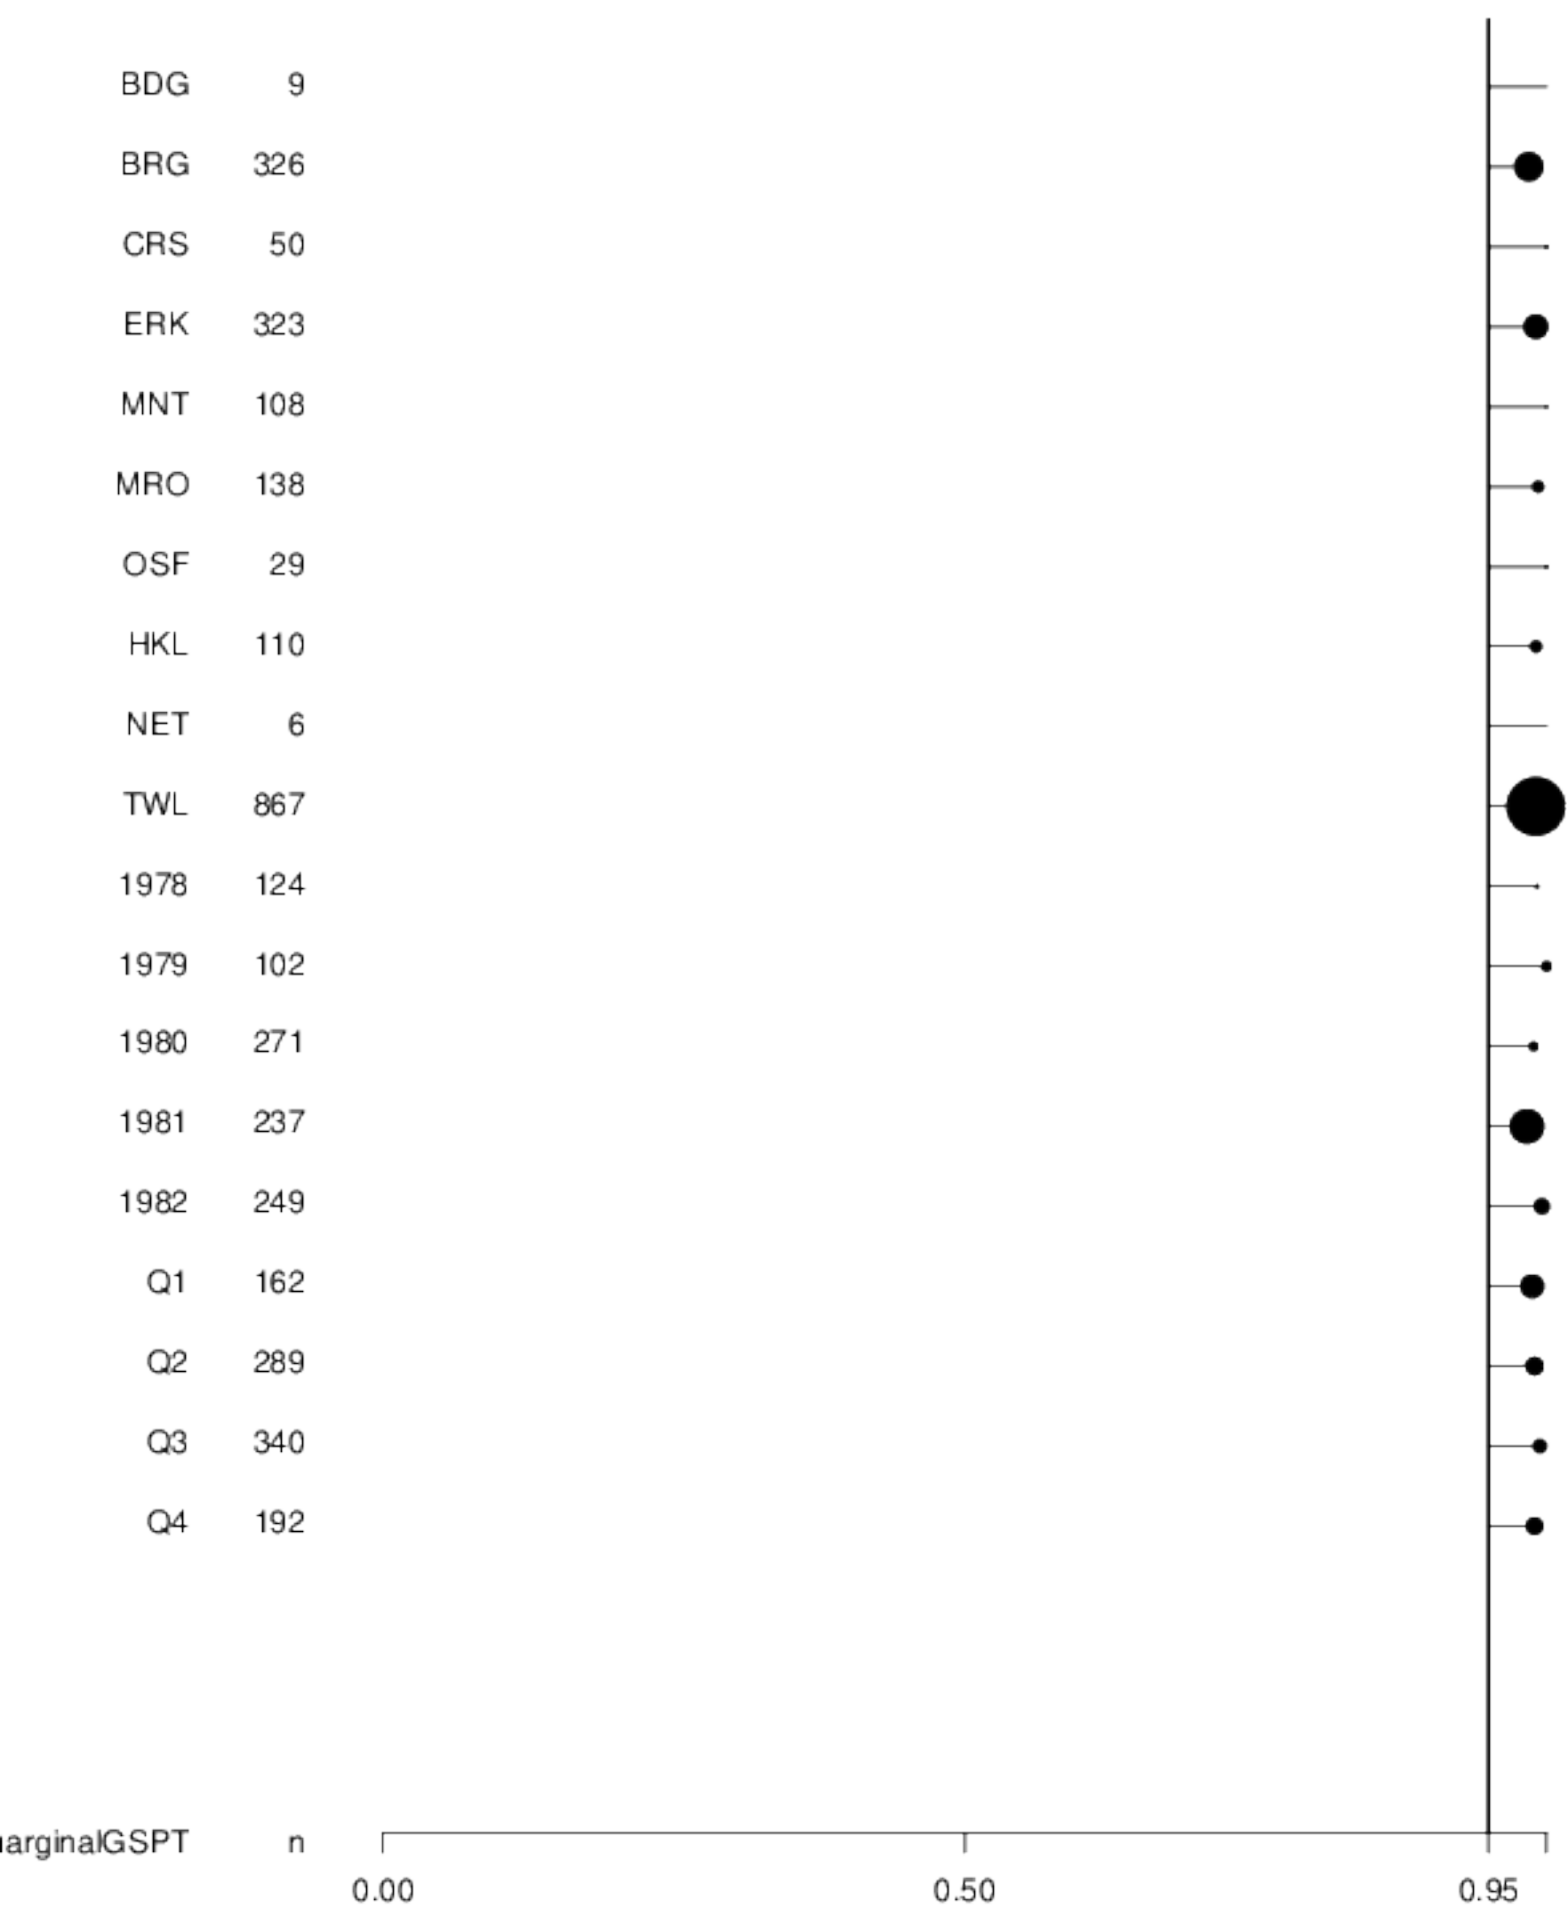 BDG 9
BRG 326
CRS 50
ERK 323
MNT 108
MRO 138
OSF 29
HKL 110
NET 6
TWL 867
1978 124
1979 102
1980 271
1981 237
1982 249
Q1 162
Q2 289
Q3 340
Q4 192
arginalGSPT n
0.00 0.50 0.95